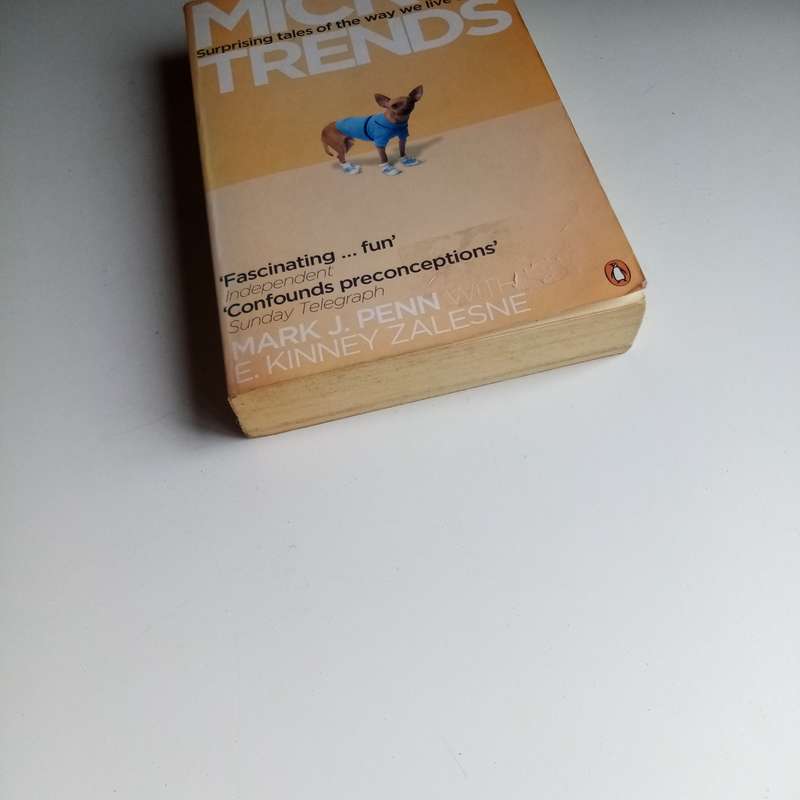 Surprising tales of the way we live
TRENDS
'Fascinating ... fun'
Independent
'Confounds preconceptions'
Sunday Telegraph
MARK J. PENN WITH
E. KINNEY ZALESNE